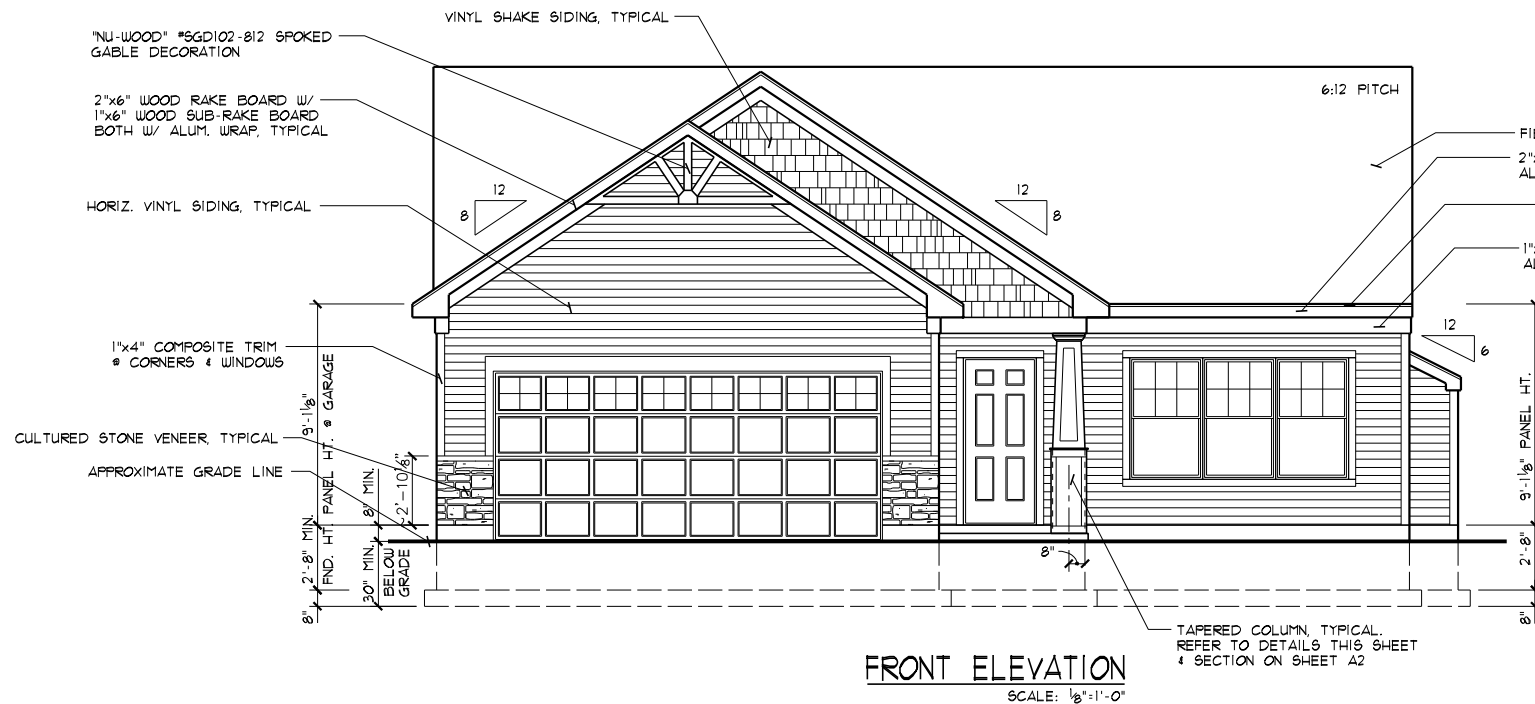 VINYL SHAKE SIDING, TYPICAL
"NU-WOOD" #SGD102-812 SPOKED
GABLE DECORATION
2"x6" WOOD RAKE BOARD W/
1"x6" WOOD SUB-RAKE BOARD
BOTH W/ ALUM. WRAP, TYPICAL
6:12 PITCH
12
8
12
8
HORIZ. VINYL SIDING, TYPICAL
12
6
1"x4" COMPOSITE TRIM
@ CORNERS & WINDOWS
CULTURED STONE VENEER, TYPICAL
APPROXIMATE GRADE LINE
9'-1 1/8"
PANEL HT. @ GARAGE
2'-8" MIN.
FND. HT.
8"
8" MIN.
~2'-10 1/8"
30" MIN.
BELOW
GRADE
8"
9'-1 1/8" PANEL HT.
2'-8"
8"
TAPERED COLUMN, TYPICAL.
REFER TO DETAILS THIS SHEET
& SECTION ON SHEET A2
FRONT ELEVATION
SCALE: 1/8"=1'-0"